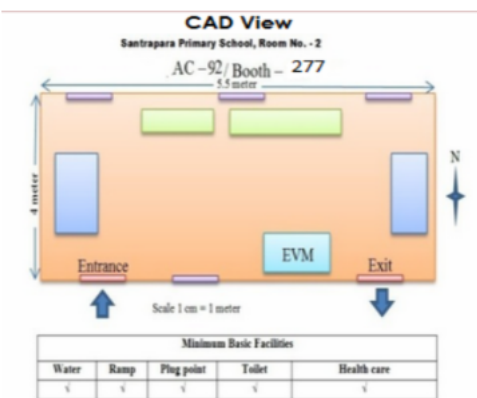 CAD View
Santrapara Primary School, Room No. - 2
AC -92/ Booth - 277
5.5 meter
4 meter
N
EVM
Entrance
Exit
Scale 1 cm = 1 meter
Minimum Basic Facilities
Water Ramp Plug point Toilet Health care
√ √ √ √ √